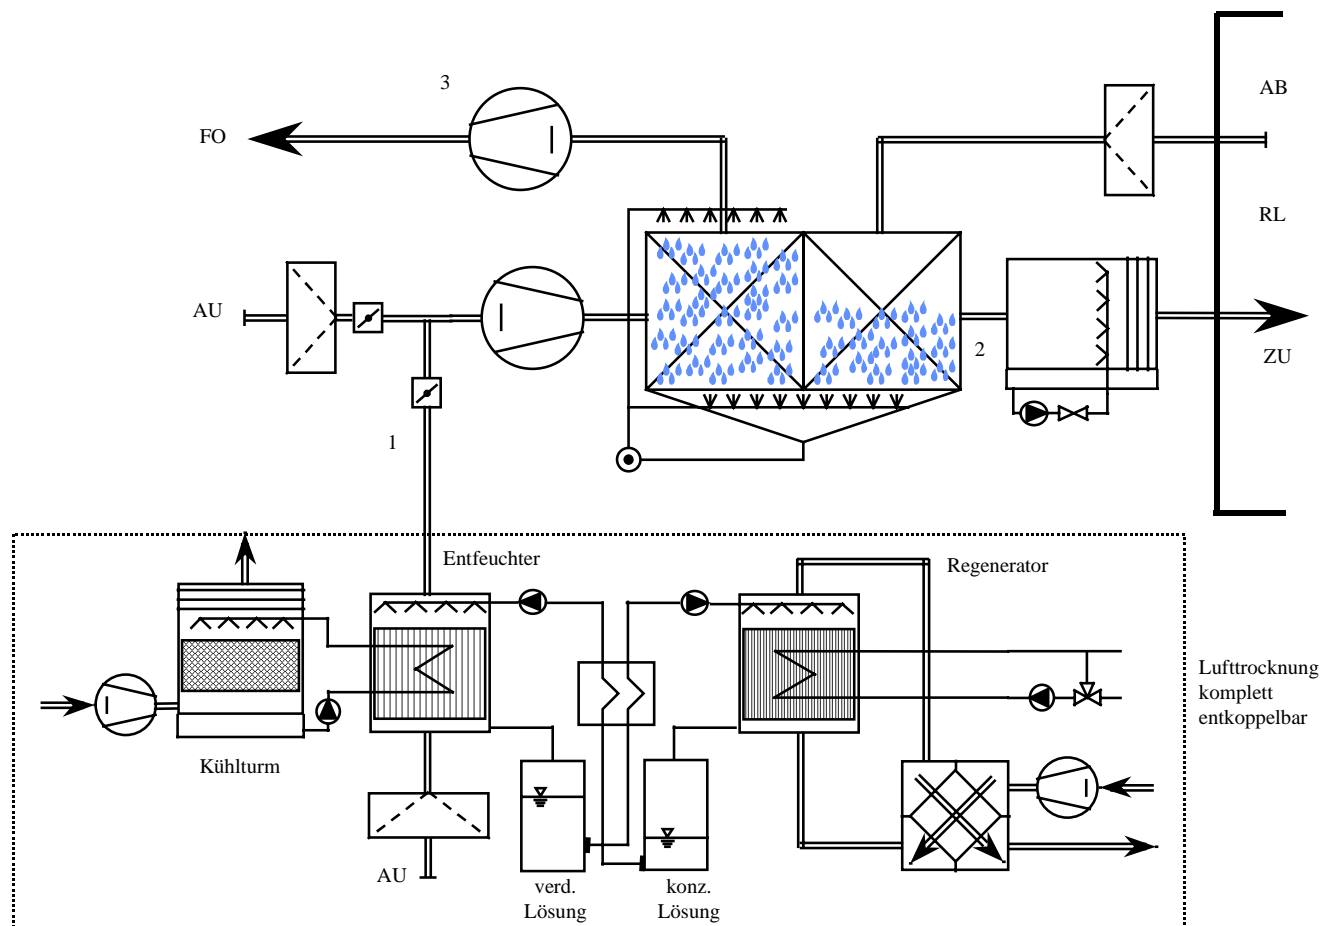 3
AB
FO
RL
AU
2
ZU
1
Entfeuchter
Regenerator
Lufttrocknung
komplett
entkoppelbar
Kühlturm
AU
verd.
Lösung
konz.
Lösung